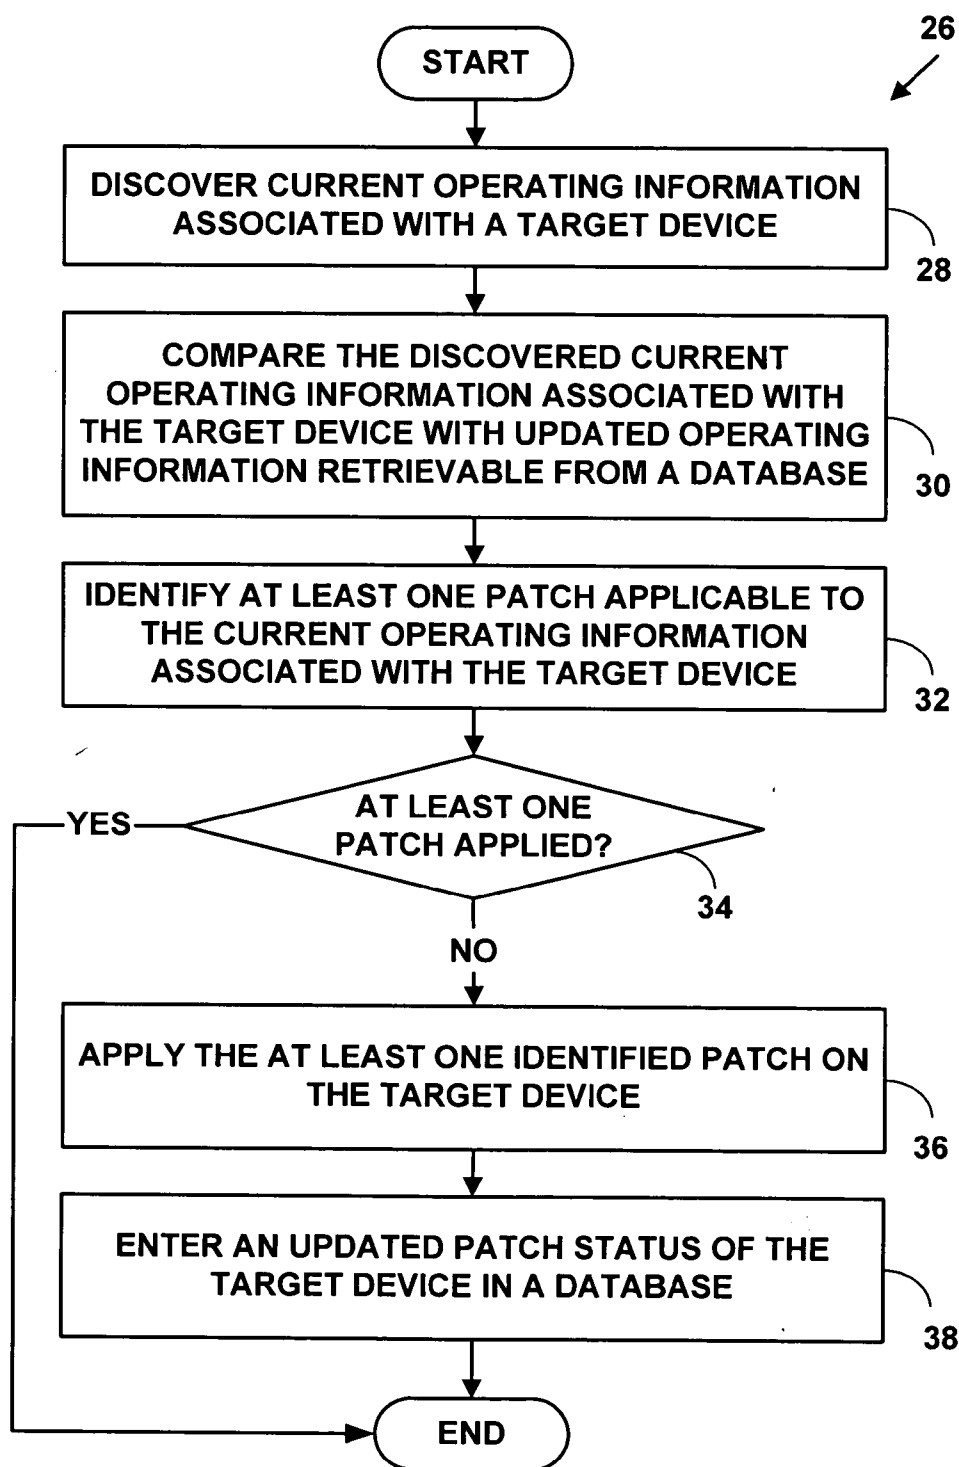 26
START
DISCOVER CURRENT OPERATING INFORMATION
ASSOCIATED WITH A TARGET DEVICE
28
COMPARE THE DISCOVERED CURRENT
OPERATING INFORMATION ASSOCIATED WITH
THE TARGET DEVICE WITH UPDATED OPERATING
INFORMATION RETRIEVABLE FROM A DATABASE
30
IDENTIFY AT LEAST ONE PATCH APPLICABLE TO
THE CURRENT OPERATING INFORMATION
ASSOCIATED WITH THE TARGET DEVICE
32
YES
AT LEAST ONE
PATCH APPLIED?
34
NO
APPLY THE AT LEAST ONE IDENTIFIED PATCH ON
THE TARGET DEVICE
36
ENTER AN UPDATED PATCH STATUS OF THE
TARGET DEVICE IN A DATABASE
38
END